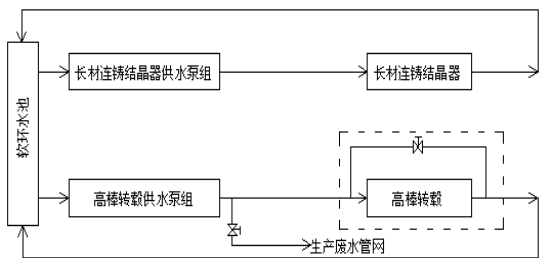 长材连铸结晶器供水泵组
长材连铸结晶器
软环水池
高棒转毂供水泵组
高棒转毂
生产废水管网